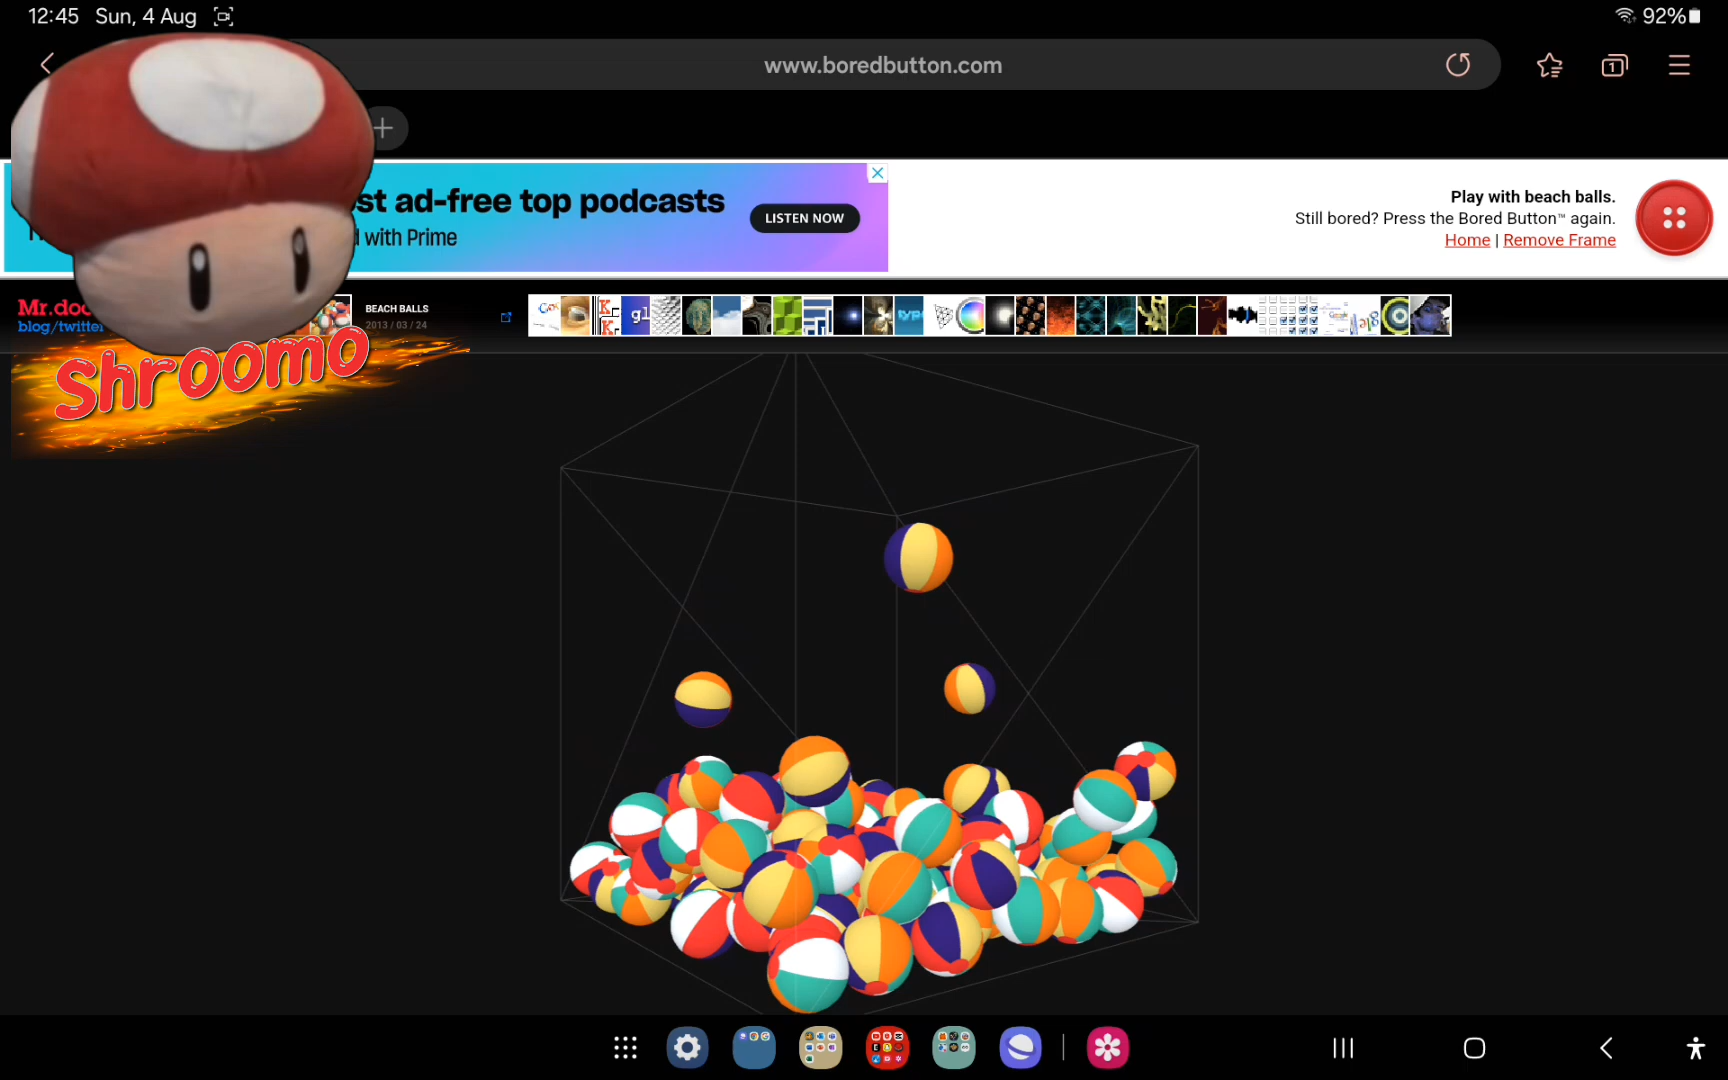 12:45 Sun, 4 Aug
92%
www.boredbutton.com
1
st ad-free top podcasts
d with Prime
LISTEN NOW
Play with beach balls.
Still bored? Press the Bored Button™ again.
Home | Remove Frame
Mr.doo
blog/twitter
BEACH BALLS
2013 / 03 / 24
Shroomo